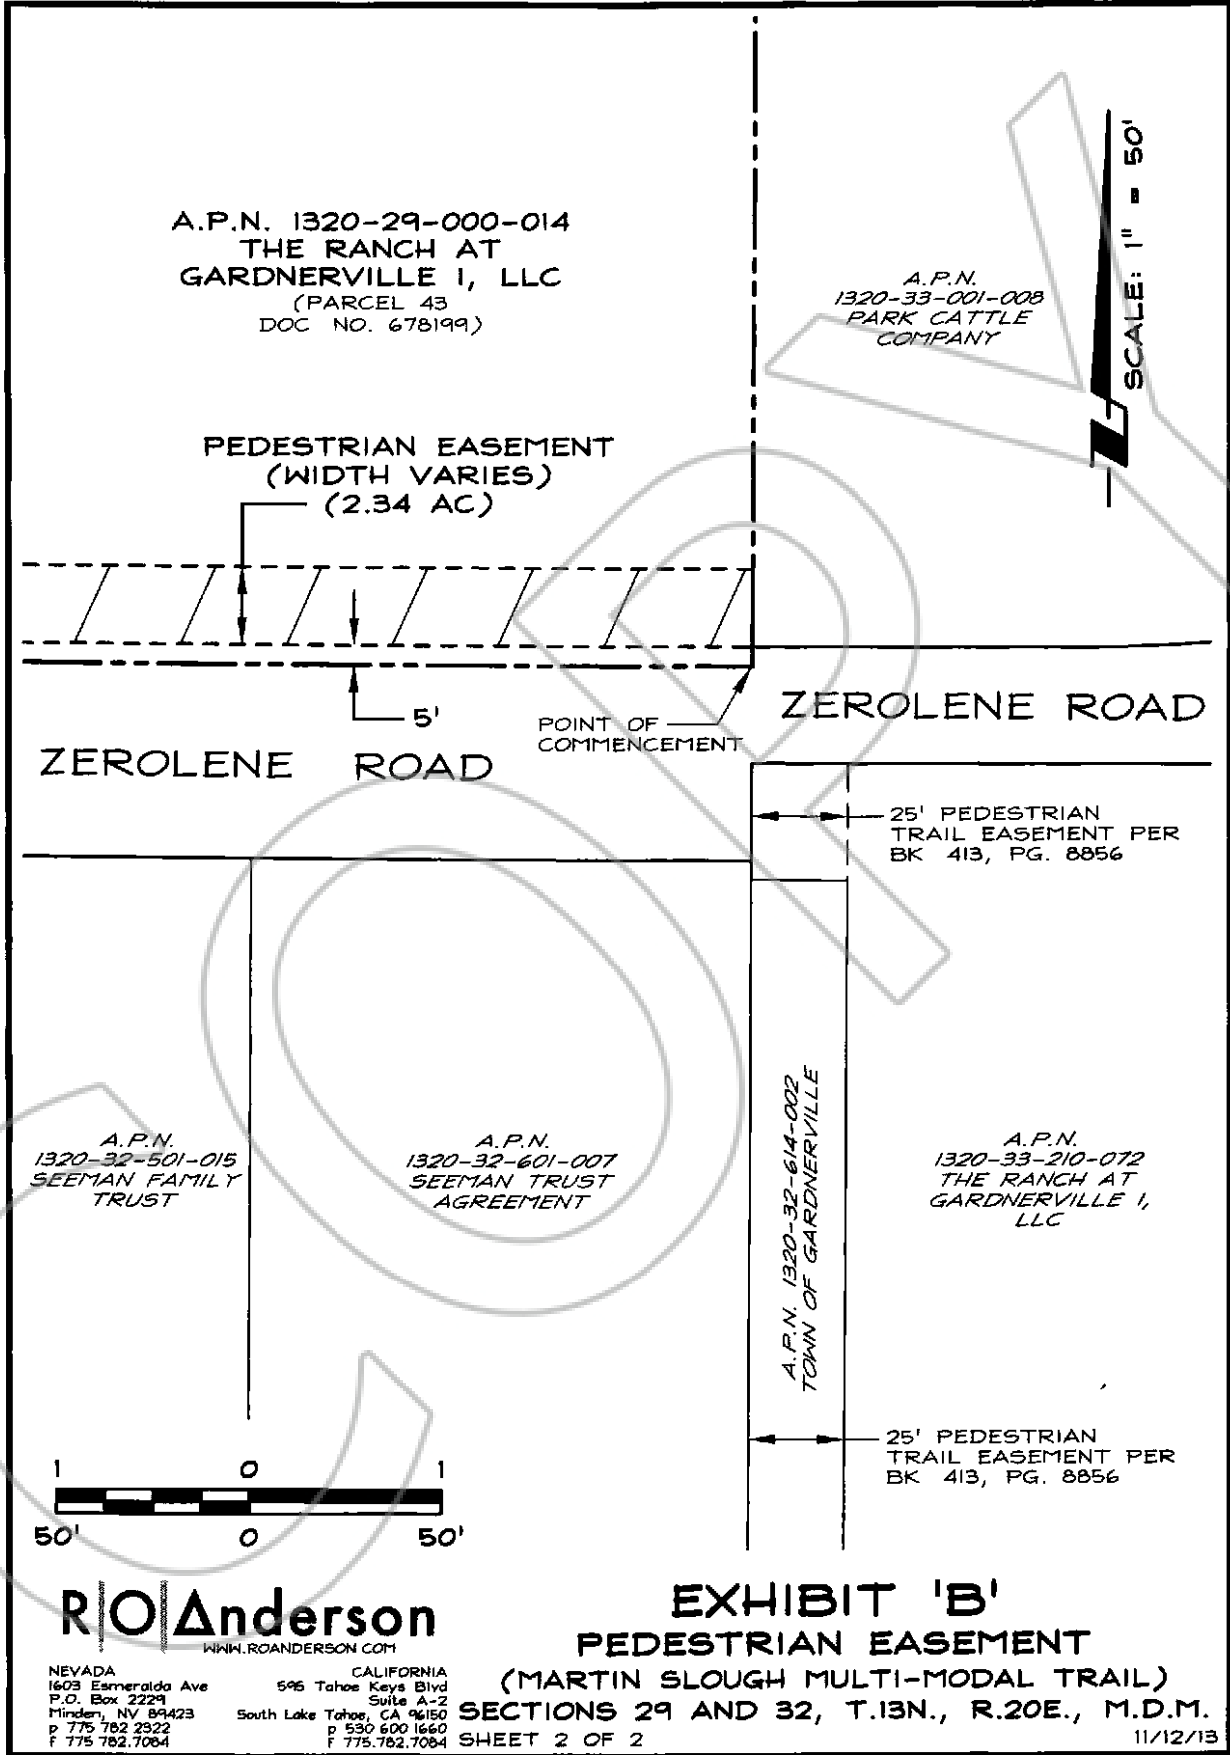 A.P.N. 1320-29-000-014
THE RANCH AT
GARDNERVILLE I, LLC
(PARCEL 43
DOC NO. 678199)
A.P.N.
1320-33-001-008
PARK CATTLE
COMPANY
SCALE: 1" = 50'
PEDESTRIAN EASEMENT
(WIDTH VARIES)
(2.34 AC)
5'
POINT OF
COMMENCEMENT
ZEROLENE ROAD
ZEROLENE ROAD
25' PEDESTRIAN
TRAIL EASEMENT PER
BK 413, PG. 8856
A.P.N.
1320-32-501-015
SEEMAN FAMILY
TRUST
A.P.N.
1320-32-601-007
SEEMAN TRUST
AGREEMENT
A.P.N. 1320-32-614-002
TOWN OF GARDNERVILLE
A.P.N.
1320-33-210-072
THE RANCH AT
GARDNERVILLE I,
LLC
25' PEDESTRIAN
TRAIL EASEMENT PER
BK 413, PG. 8856
1 0 1
50' 0 50'
R|O|Anderson
WWW.ROANDERSON COM
NEVADA
1603 Esmeralda Ave
P.O. Box 2229
Minden, NV 89423
p 775 782 2322
f 775 782.7084
CALIFORNIA
595 Tahoe Keys Blvd
Suite A-2
South Lake Tahoe, CA 96150
p 530 600 1660
f 775.782.7084
EXHIBIT 'B'
PEDESTRIAN EASEMENT
(MARTIN SLOUGH MULTI-MODAL TRAIL)
SECTIONS 29 AND 32, T.13N., R.20E., M.D.M.
SHEET 2 OF 2
11/12/13
COPY